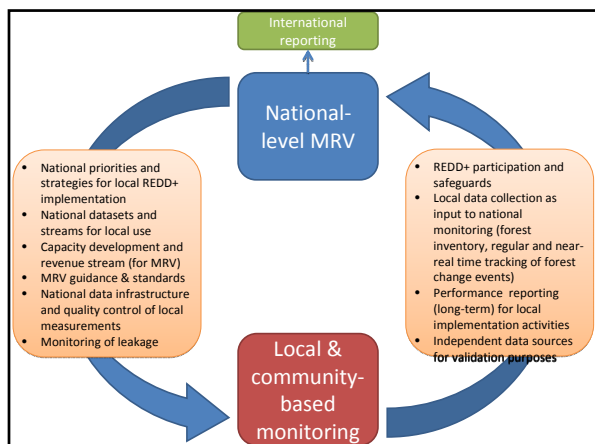 International
reporting
National-
level MRV
• National priorities and
strategies for local REDD+
implementation
• National datasets and
streams for local use
• Capacity development and
revenue stream (for MRV)
• MRV guidance & standards
• National data infrastructure
and quality control of local
measurements
• Monitoring of leakage
• REDD+ participation and
safeguards
• Local data collection as
input to national
monitoring (forest
inventory, regular and near-
real time tracking of forest
change events)
• Performance reporting
(long-term) for local
implementation activities
• Independent data sources
for validation purposes
Local &
community-
based
monitoring